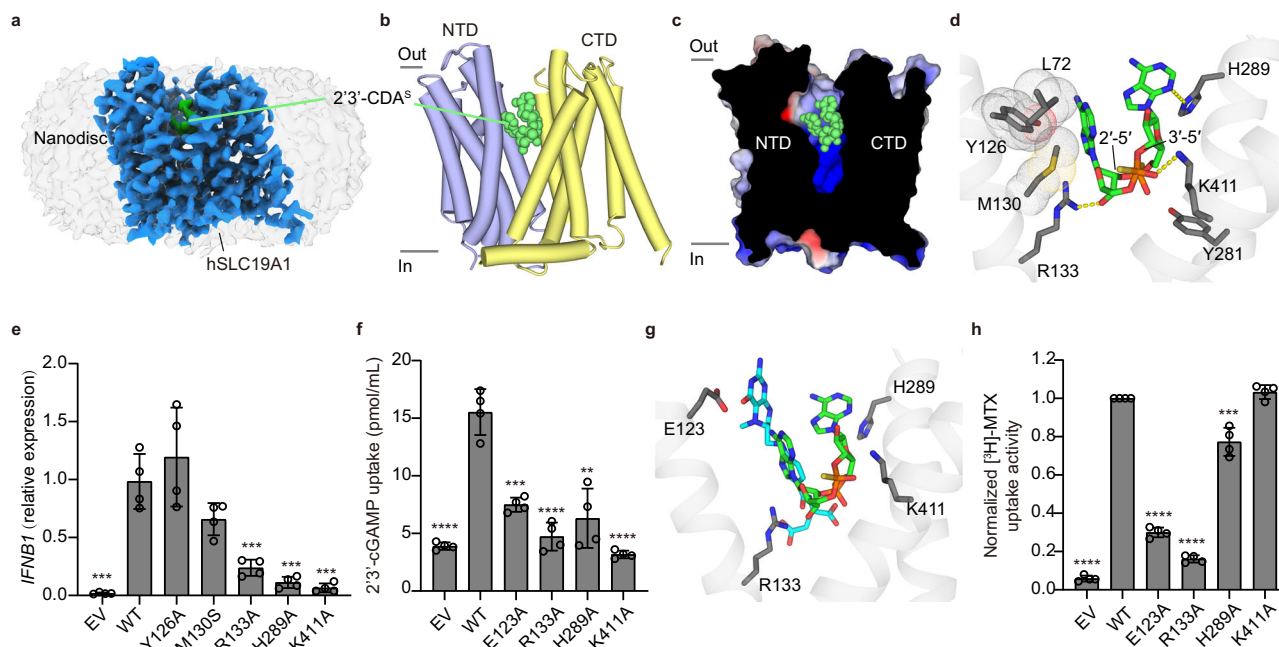 a
Nanodisc
hSLC19A1
2′3′-CDAˢ
b
NTD
CTD
Out
In
c
Out
NTD
CTD
In
d
L72
H289
Y126
2′-5′
3′-5′
M130
K411
R133
Y281
e
IFNB1 (relative expression)
2.0
1.5
1.0
0.5
0.0
***
***
***
***
EV
WT
Y126A
M130S
R133A
H289A
K411A
f
2′3′-cGAMP uptake (pmol/mL)
20
15
10
5
0
****
***
****
**
****
EV
WT
E123A
R133A
H289A
K411A
g
E123
H289
K411
R133
h
Normalized [³H]-MTX
uptake activity
1.2
1.0
0.8
0.6
0.4
0.2
0.0
****
****
****
***
EV
WT
E123A
R133A
H289A
K411A